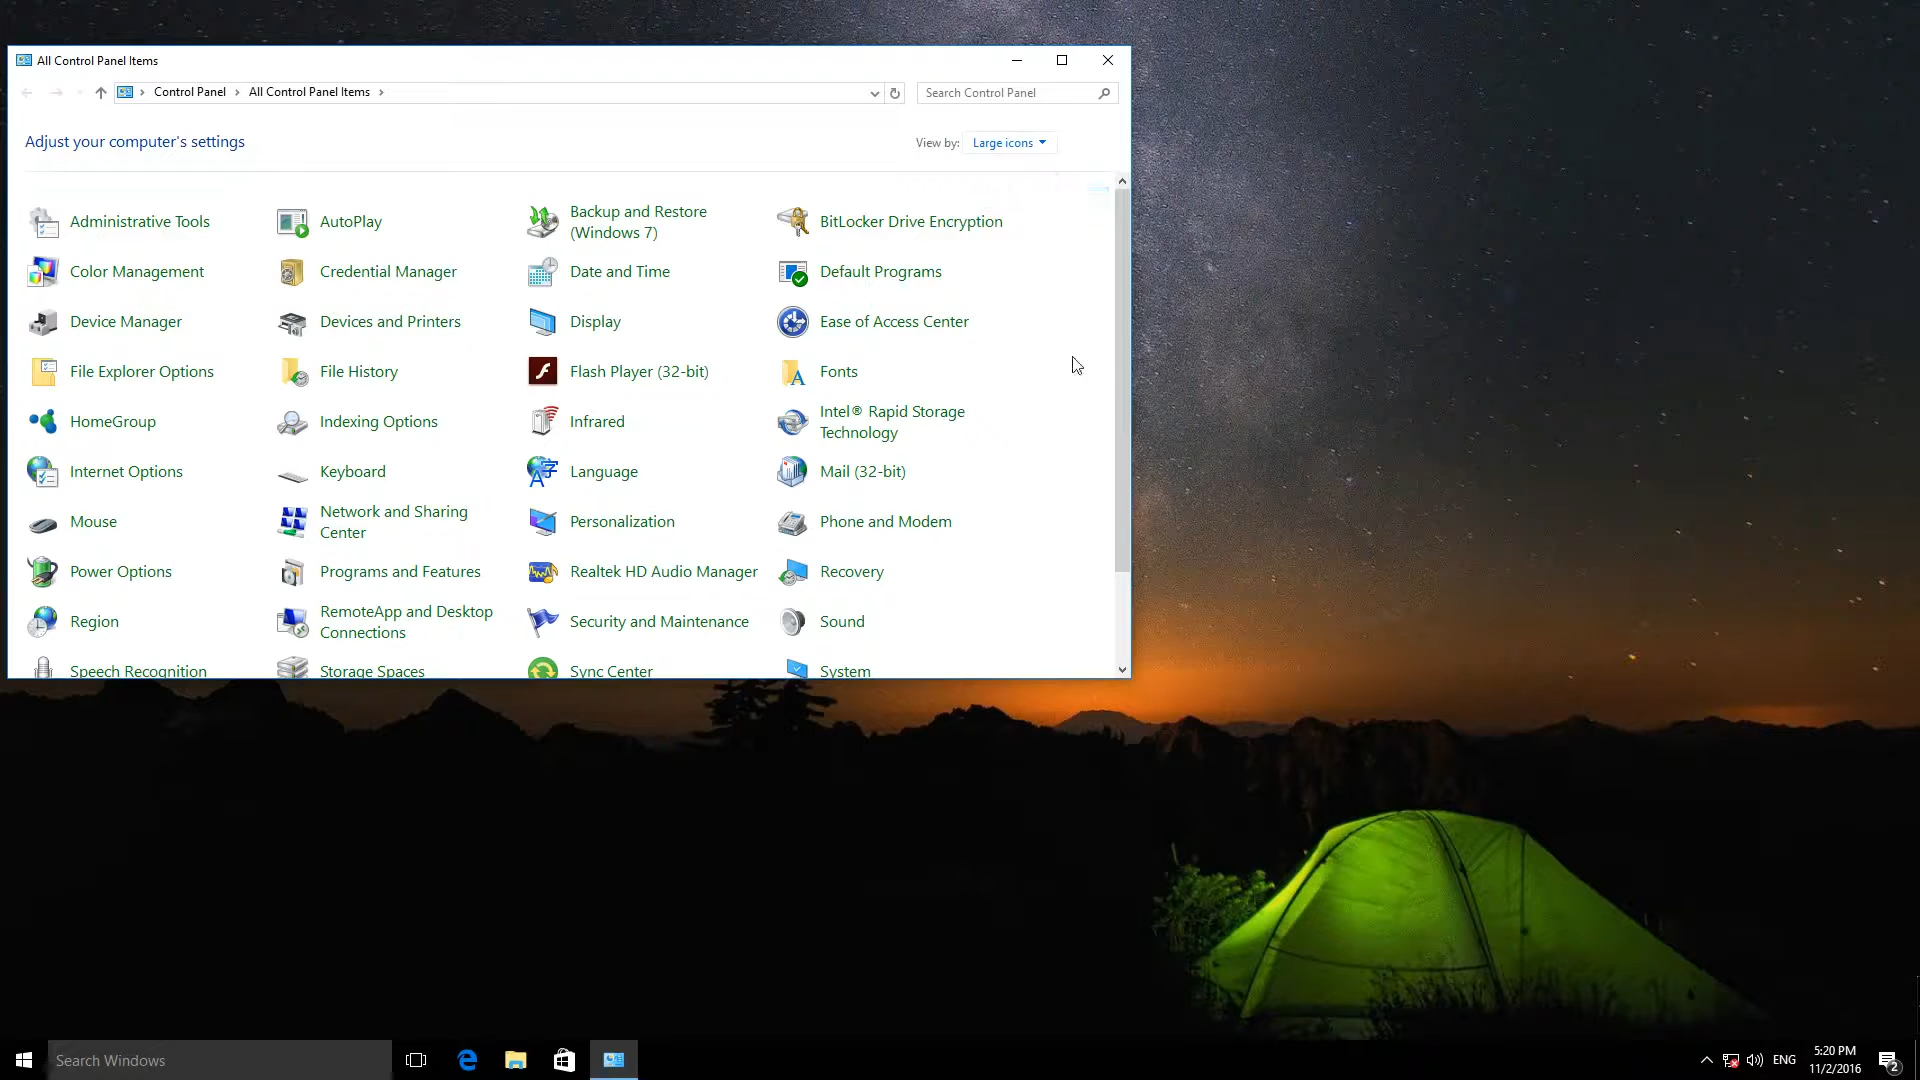 All Control Panel Items
Control Panel
All Control Panel Items
Search Control Panel
Adjust your computer's settings
View by: Large icons
Administrative Tools
AutoPlay
Backup and Restore
(Windows 7)
BitLocker Drive Encryption
Color Management
Credential Manager
Date and Time
Default Programs
Device Manager
Devices and Printers
Display
Ease of Access Center
File Explorer Options
File History
Flash Player (32-bit)
Fonts
HomeGroup
Indexing Options
Infrared
Intel® Rapid Storage
Technology
Internet Options
Keyboard
Language
Mail (32-bit)
Mouse
Network and Sharing
Center
Personalization
Phone and Modem
Power Options
Programs and Features
Realtek HD Audio Manager
Recovery
Region
RemoteApp and Desktop
Connections
Security and Maintenance
Sound
Speech Recognition
Storage Spaces
Sync Center
System
Search Windows
ENG
5:20 PM
11/2/2016
2